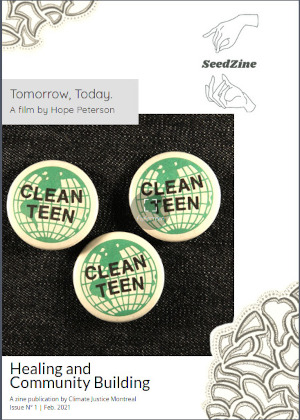 SeedZine
Tomorrow, Today.
A film by Hope Peterson
CLEAN
TEEN
CLEAN
TEEN
CLEAN
TEEN
Healing and
Community Building
A zine publication by Climate Justice Montreal
Issue N° 1 | Feb. 2021